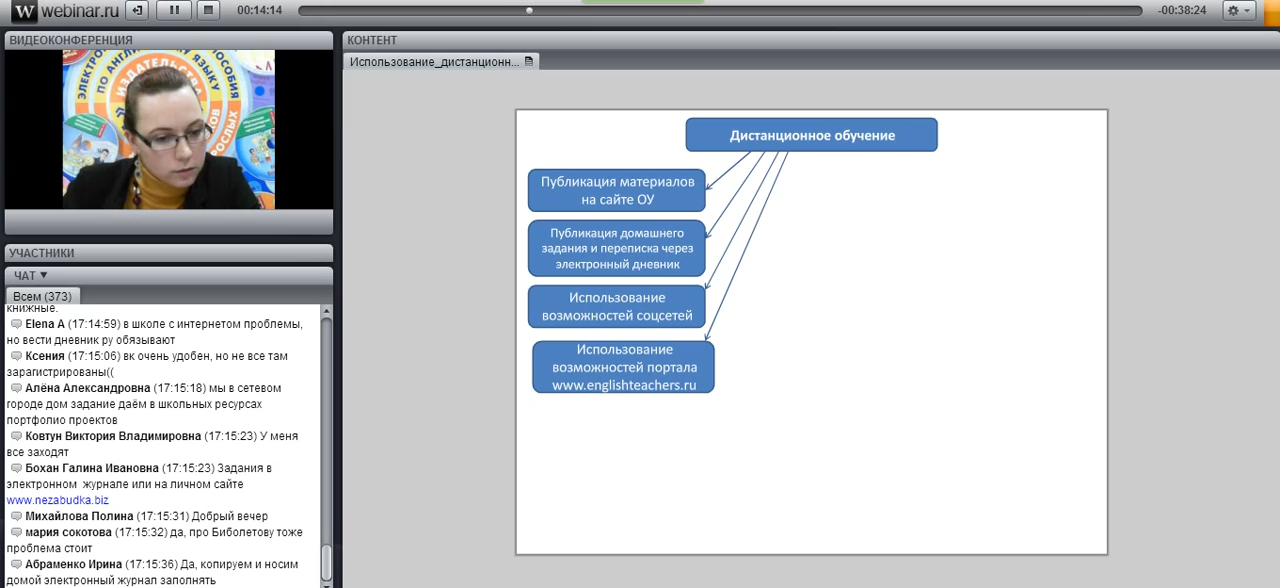 W webinar.ru
00:14:14
-00:38:24
ВИДЕОКОНФЕРЕНЦИЯ
ЭЛЕКТРОН
ПОСОБИЯ
ПО АНГЛИЙСКОМУ ЯЗЫКУ
ИЗДАТЕЛЬСТВА
УЧАСТНИКИ
ЧАТ ▼
Всем (373)
книжные.
Elena A (17:14:59) в школе с интернетом проблемы,
но вести дневник ру обязывают
Ксения (17:15:06) вк очень удобен, но не все там
зарагистрированы((
Алёна Александровна (17:15:18) мы в сетевом
городе дом задание даём в школьных ресурсах
портфолио проектов
Ковтун Виктория Владимировна (17:15:23) У меня
все заходят
Бохан Галина Ивановна (17:15:23) Задания в
электронном журнале или на личном сайте
www.nezabudka.biz
Михайлова Полина (17:15:31) Добрый вечер
мария сокотова (17:15:32) да, про Биболетову тоже
проблема стоит
Абраменко Ирина (17:15:36) Да, копируем и носим
домой электронный журнал заполнять
КОНТЕНТ
Использование_дистанционн...
Дистанционное обучение
Публикация материалов
на сайте ОУ
Публикация домашнего
задания и переписка через
электронный дневник
Использование
возможностей соцсетей
Использование
возможностей портала
www.englishteachers.ru